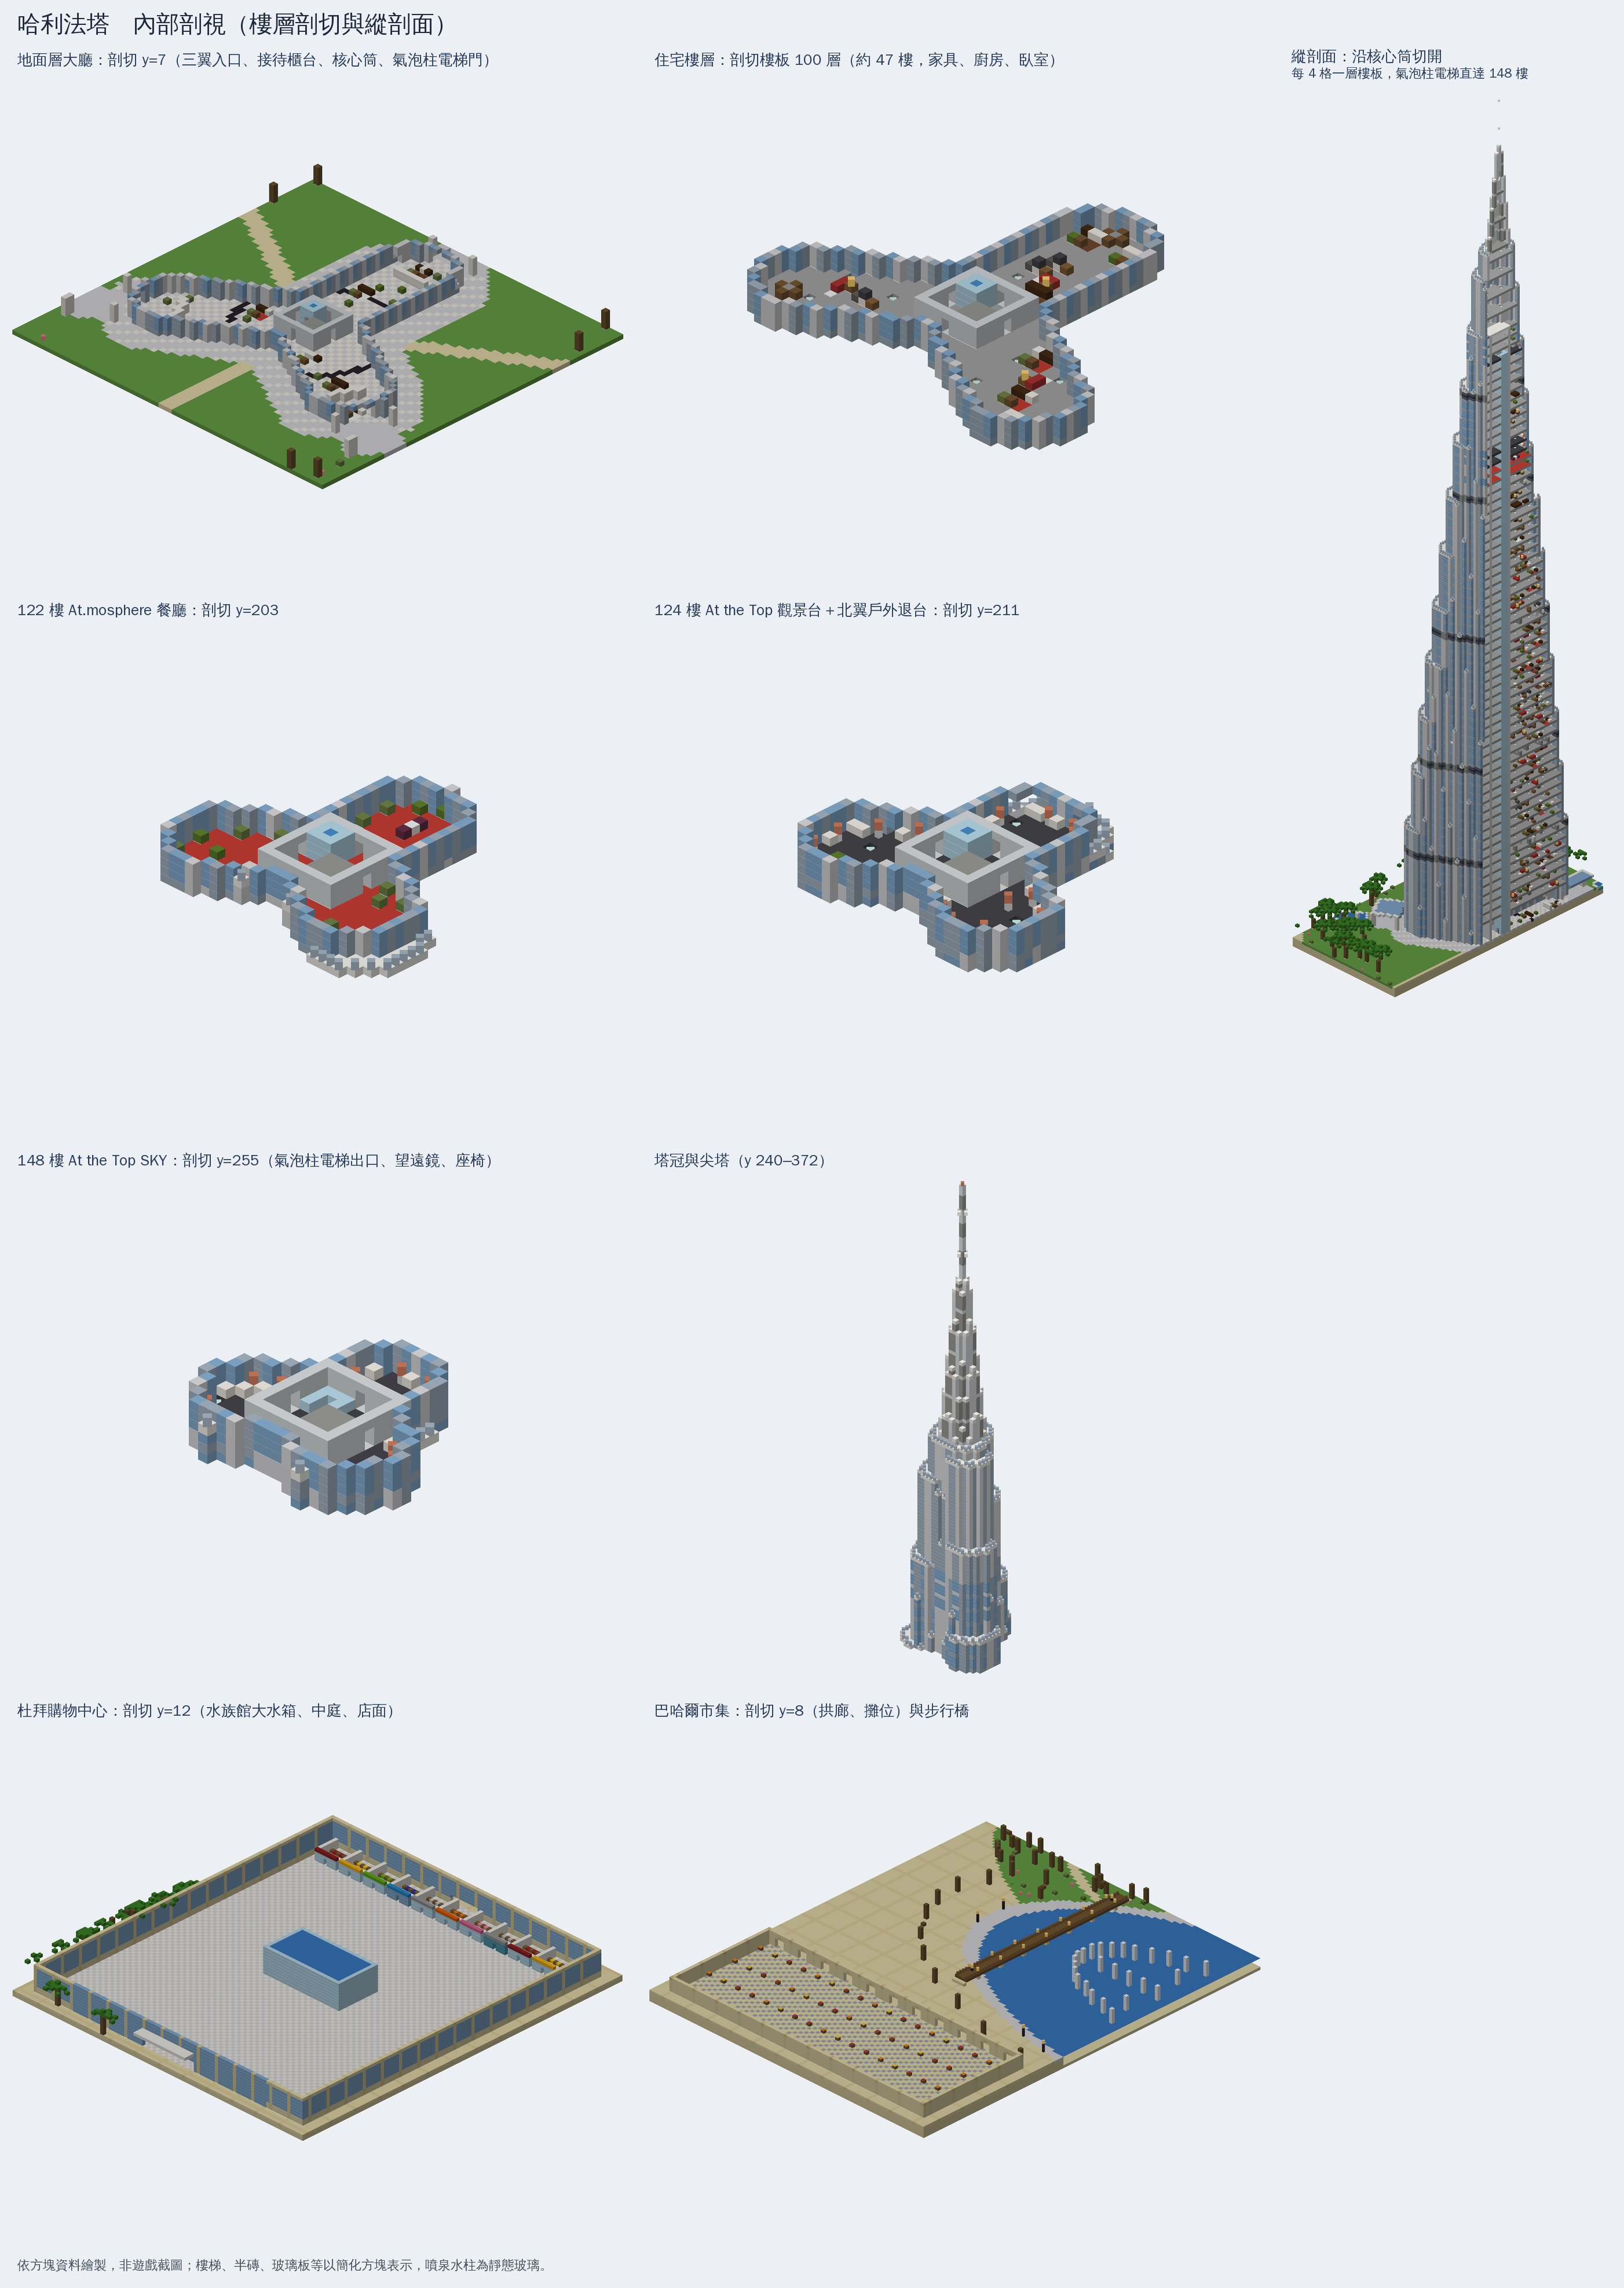 哈利法塔　內部剖視（樓層剖切與縱剖面）
地面層大廳：剖切 y=7（三翼入口、接待櫃台、核心筒、氣泡柱電梯門）
住宅樓層：剖切樓板 100 層（約 47 樓，家具、廚房、臥室）
縱剖面：沿核心筒切開
每 4 格一層樓板，氣泡柱電梯直達 148 樓
122 樓 At.mosphere 餐廳：剖切 y=203
124 樓 At the Top 觀景台＋北翼戶外退台：剖切 y=211
148 樓 At the Top SKY：剖切 y=255（氣泡柱電梯出口、望遠鏡、座椅）
塔冠與尖塔（y 240–372）
杜拜購物中心：剖切 y=12（水族館大水箱、中庭、店面）
巴哈爾市集：剖切 y=8（拱廊、攤位）與步行橋
依方塊資料繪製，非遊戲截圖；樓梯、半磚、玻璃板等以簡化方塊表示，噴泉水柱為靜態玻璃。